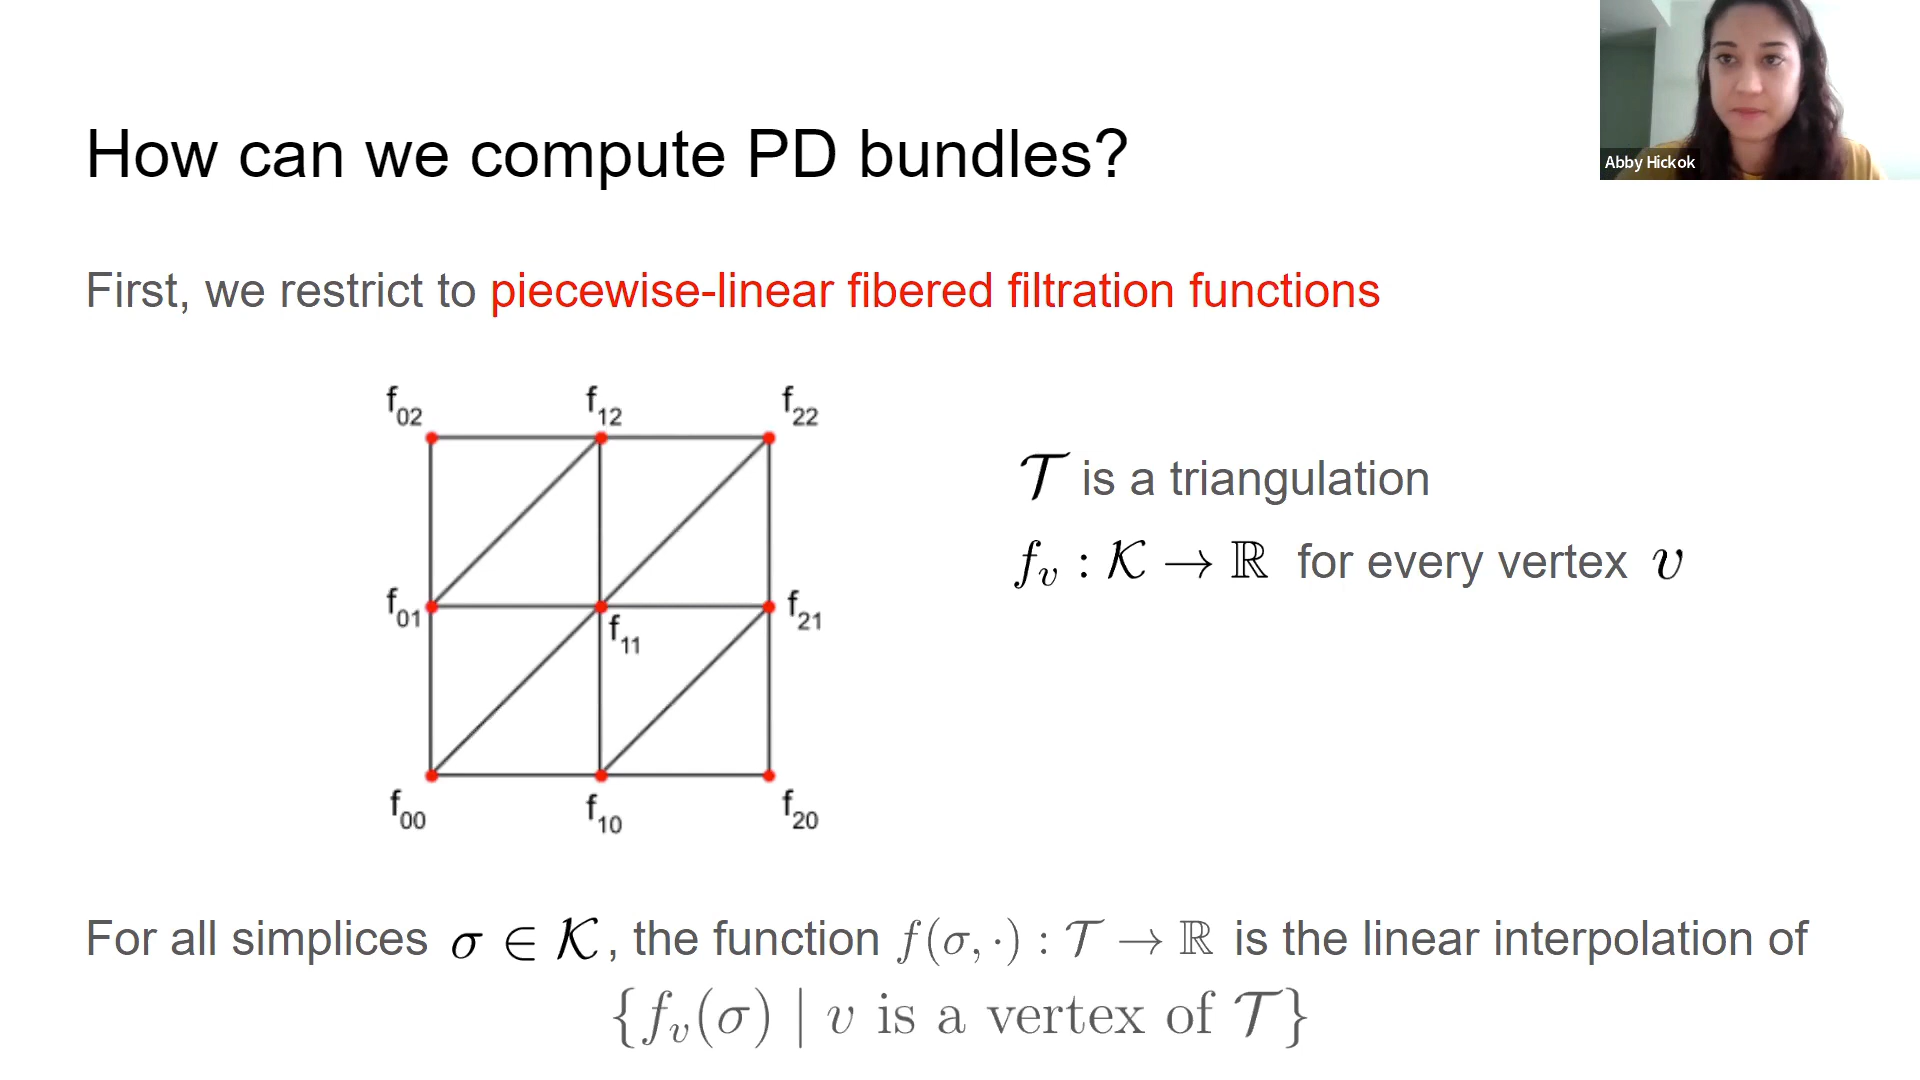 How can we compute PD bundles?
Abby Hickok
First, we restrict to piecewise-linear fibered filtration functions
f₀₂ f₁₂ f₂₂
𝒯 is a triangulation
f_v : 𝒦 → ℝ for every vertex v
f₀₁ f₁₁ f₂₁
f₀₀ f₁₀ f₂₀
For all simplices σ ∈ 𝒦, the function f(σ, ·) : 𝒯 → ℝ is the linear interpolation of
{f_v(σ) | v is a vertex of 𝒯}